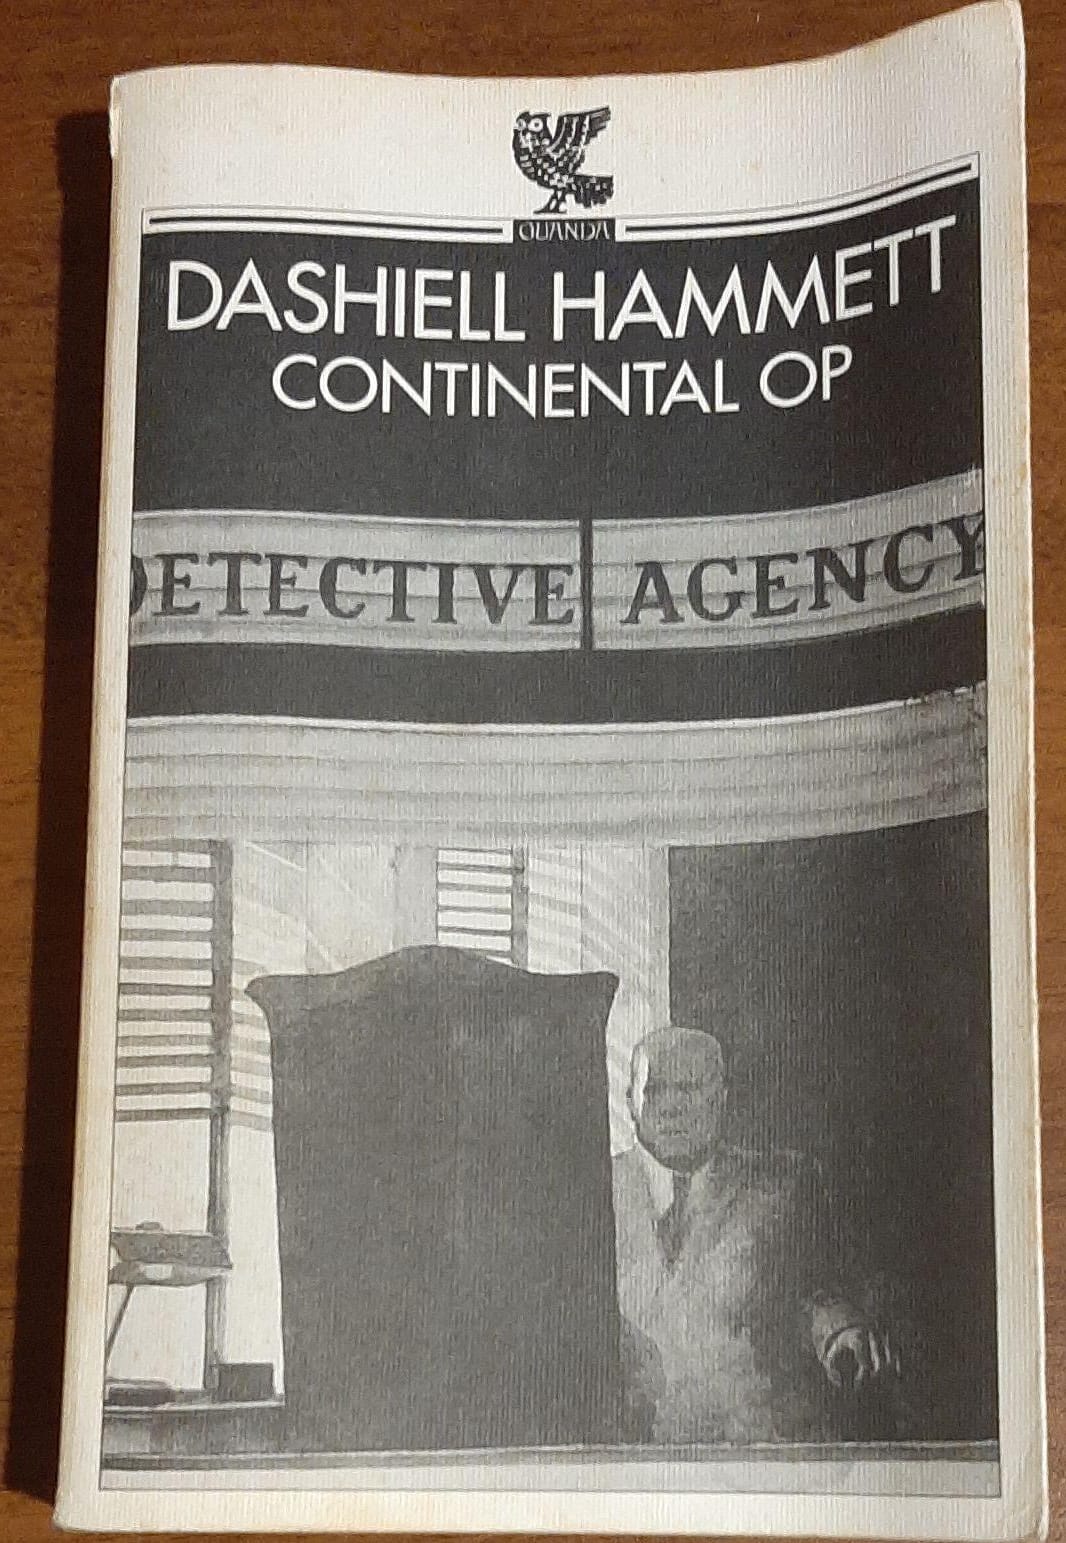 GUANDA
DASHIELL HAMMETT
CONTINENTAL OP
DETECTIVE AGENCY